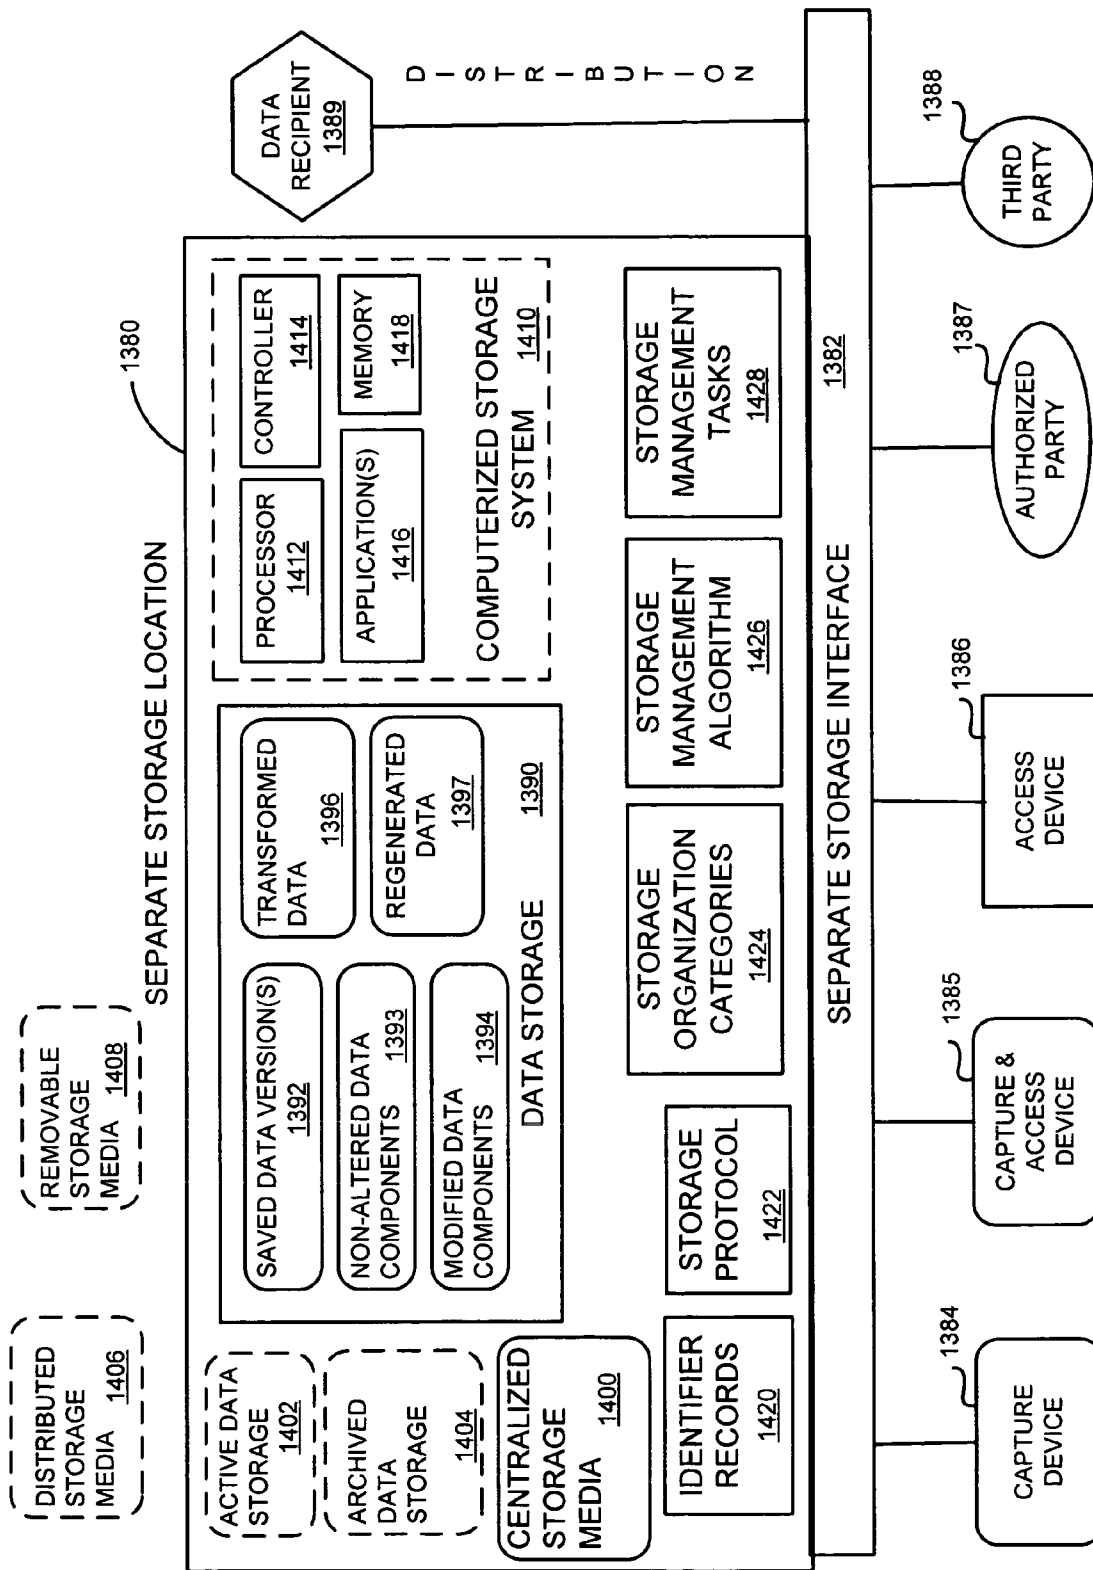 DISTRIBUTED
STORAGE
MEDIA 1406
REMOVABLE
STORAGE
MEDIA 1408
SEPARATE STORAGE LOCATION
1380
ACTIVE DATA
STORAGE
1402
ARCHIVED
DATA
STORAGE 1404
CENTRALIZED
STORAGE
MEDIA 1400
SAVED DATA VERSION(S)
1392
NON-ALTERED DATA
COMPONENTS 1393
MODIFIED DATA
COMPONENTS 1394
TRANSFORMED
DATA 1396
REGENERATED
DATA 1397
DATA STORAGE 1390
PROCESSOR
1412
CONTROLLER
1414
APPLICATION(S)
1416
MEMORY
1418
COMPUTERIZED STORAGE
SYSTEM 1410
DATA
RECIPIENT
1389
DISTRIBUTION
IDENTIFIER
RECORDS
1420
STORAGE
PROTOCOL
1422
STORAGE
ORGANIZATION
CATEGORIES
1424
STORAGE
MANAGEMENT
ALGORITHM
1426
STORAGE
MANAGEMENT
TASKS
1428
SEPARATE STORAGE INTERFACE 1382
1384
CAPTURE
DEVICE
1385
CAPTURE &
ACCESS
DEVICE
1386
ACCESS
DEVICE
1387
AUTHORIZED
PARTY
1388
THIRD
PARTY